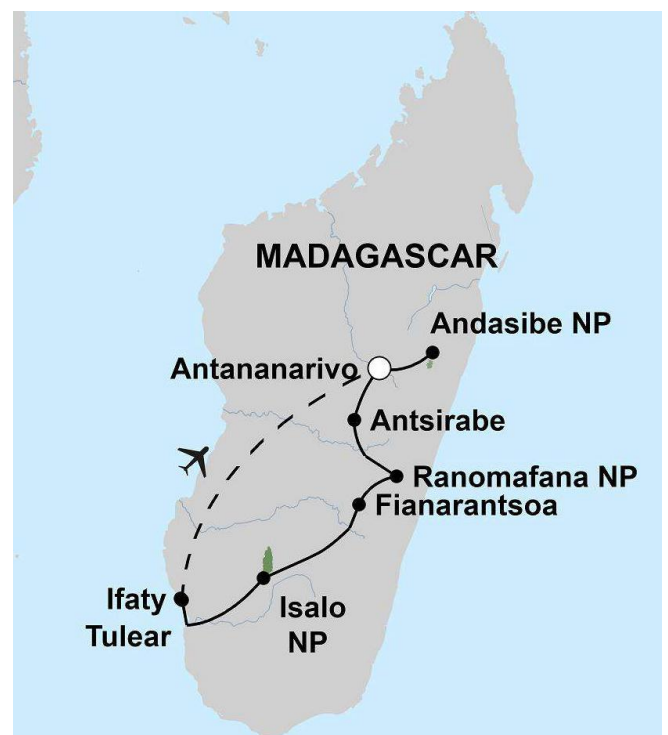 MADAGASCAR
Andasibe NP
Antananarivo
Antsirabe
Ranomafana NP
Fianarantsoa
Ifaty
Tulear
Isalo
NP